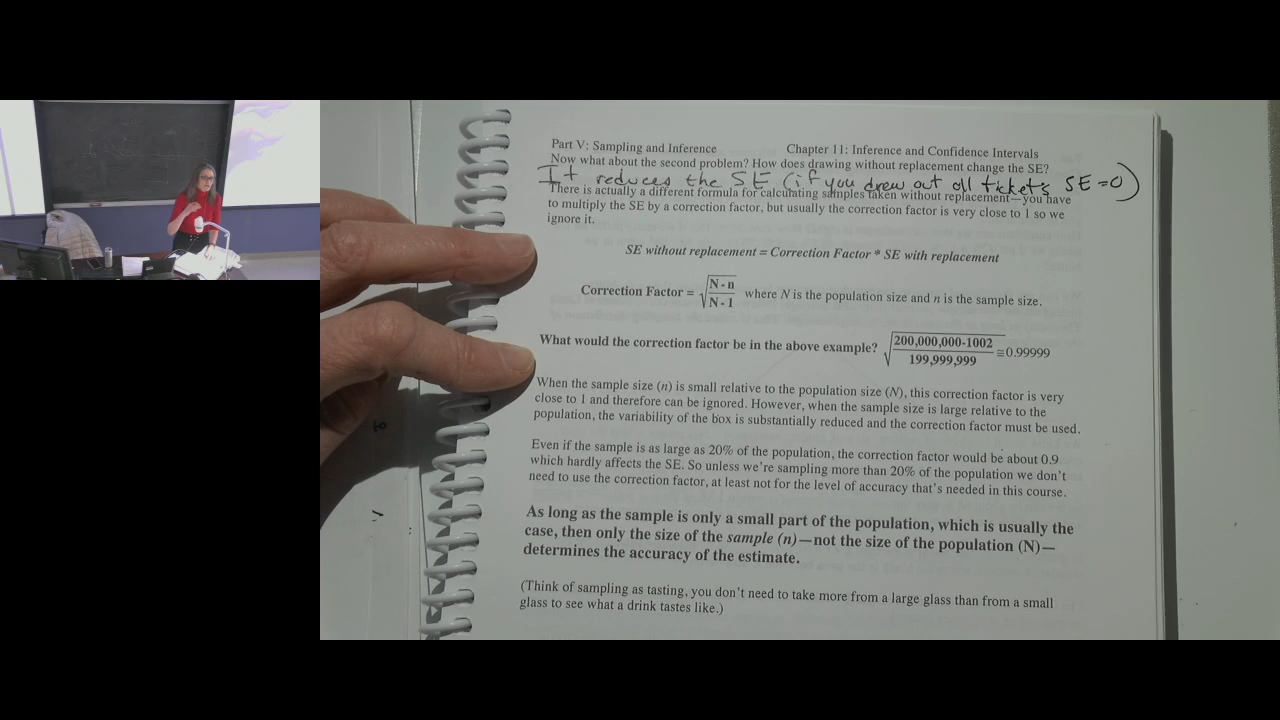 Part V: Sampling and Inference Chapter 11: Inference and Confidence Intervals
Now what about the second problem? How does drawing without replacement change the SE?
It reduces the SE (if you drew out all tickets SE = 0)
There is actually a different formula for calculating samples taken without replacement—you have
to multiply the SE by a correction factor, but usually the correction factor is very close to 1 so we
ignore it.
SE without replacement = Correction Factor * SE with replacement
Correction Factor = √(N - n / N - 1) where N is the population size and n is the sample size.
What would the correction factor be in the above example? √(200,000,000-1002 / 199,999,999) ≅0.99999
When the sample size (n) is small relative to the population size (N), this correction factor is very
close to 1 and therefore can be ignored. However, when the sample size is large relative to the
population, the variability of the box is substantially reduced and the correction factor must be used.
Even if the sample is as large as 20% of the population, the correction factor would be about 0.9
which hardly affects the SE. So unless we're sampling more than 20% of the population we don't
need to use the correction factor, at least not for the level of accuracy that's needed in this course.
As long as the sample is only a small part of the population, which is usually the
case, then only the size of the sample (n)—not the size of the population (N)—
determines the accuracy of the estimate.
(Think of sampling as tasting, you don't need to take more from a large glass than from a small
glass to see what a drink tastes like.)